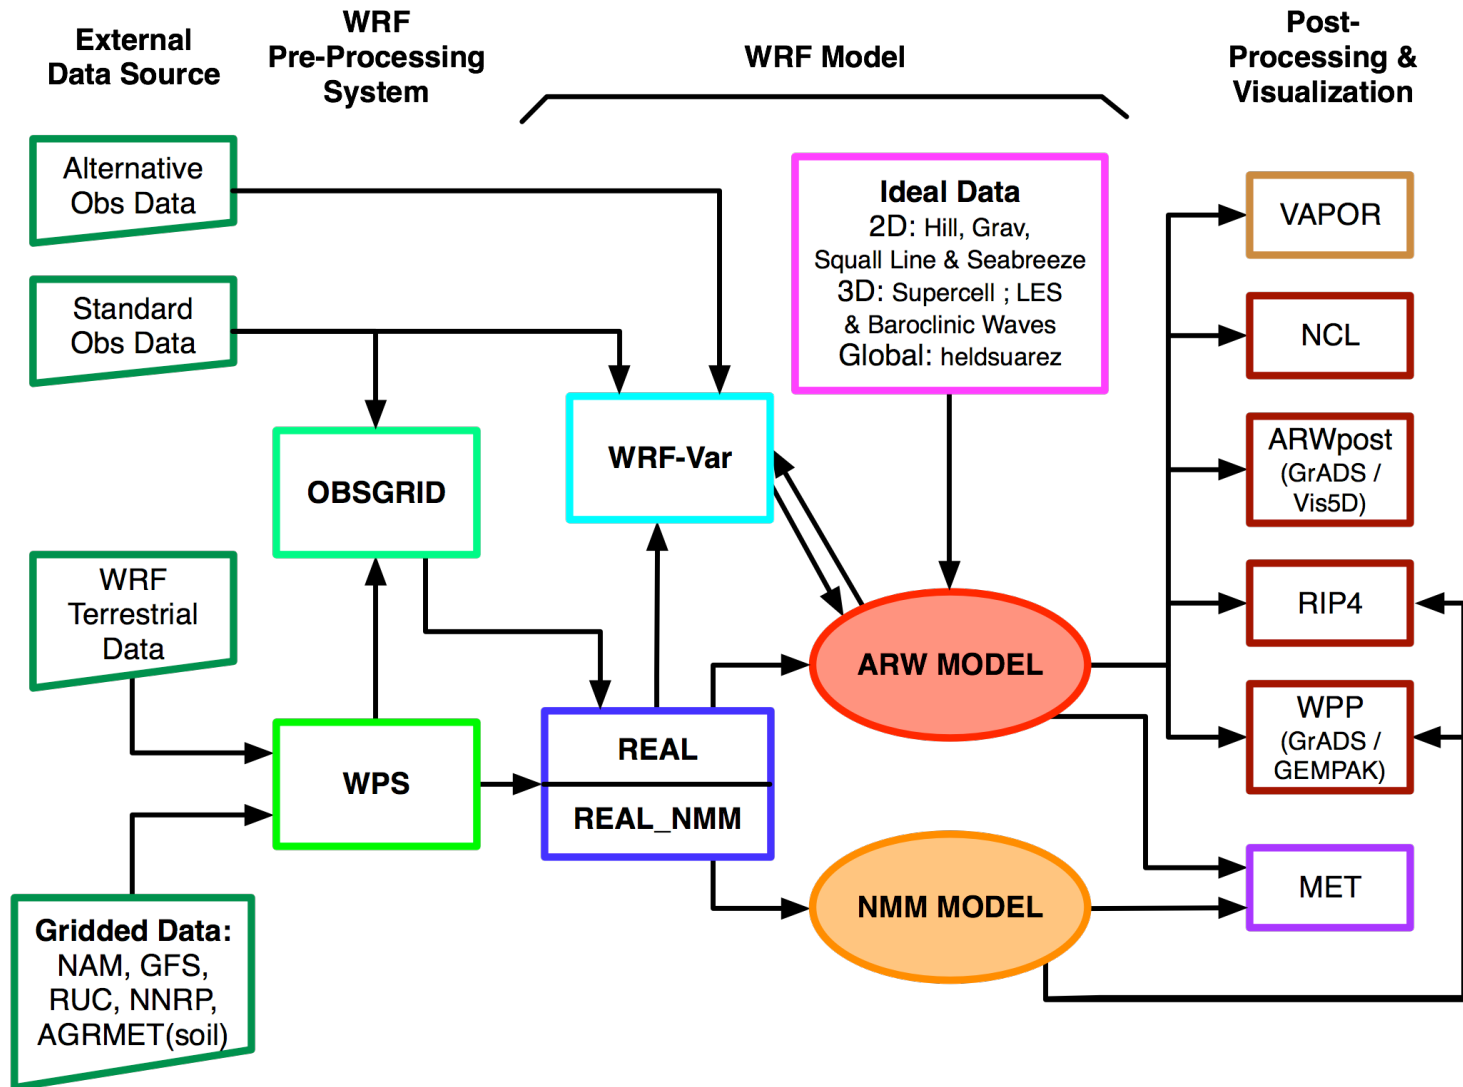 External
Data Source
WRF
Pre-Processing
System
WRF Model
Post-
Processing &
Visualization
Alternative
Obs Data
Standard
Obs Data
WRF
Terrestrial
Data
Gridded Data:
NAM, GFS,
RUC, NNRP,
AGRMET(soil)
OBSGRID
WPS
WRF-Var
REAL
REAL_NMM
Ideal Data
2D: Hill, Grav,
Squall Line & Seabreeze
3D: Supercell ; LES
& Baroclinic Waves
Global: heldsuarez
ARW MODEL
NMM MODEL
VAPOR
NCL
ARWpost
(GrADS /
Vis5D)
RIP4
WPP
(GrADS /
GEMPAK)
MET